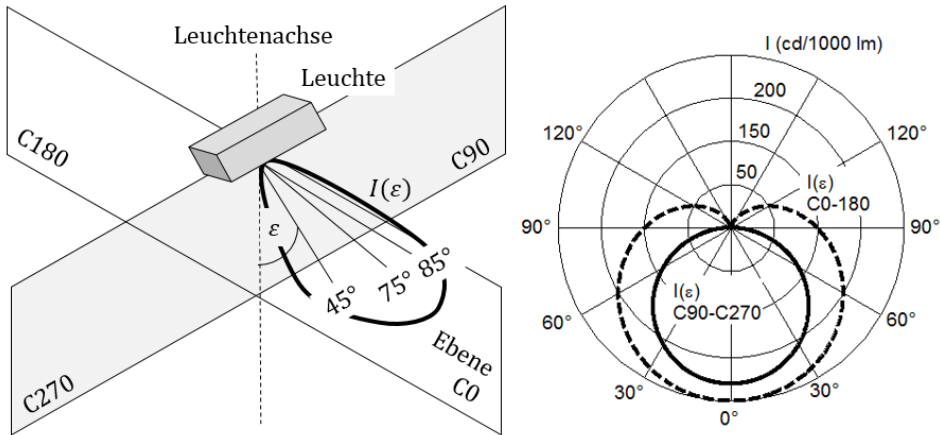 Leuchtenachse
Leuchte
C180
C90
I(ε)
ε
45°
75°
85°
Ebene
C0
C270
I (cd/1000 lm)
200
150
50
120°
120°
I(ε)
C0-180
90°
90°
I(ε)
C90-C270
60°
60°
30°
30°
0°